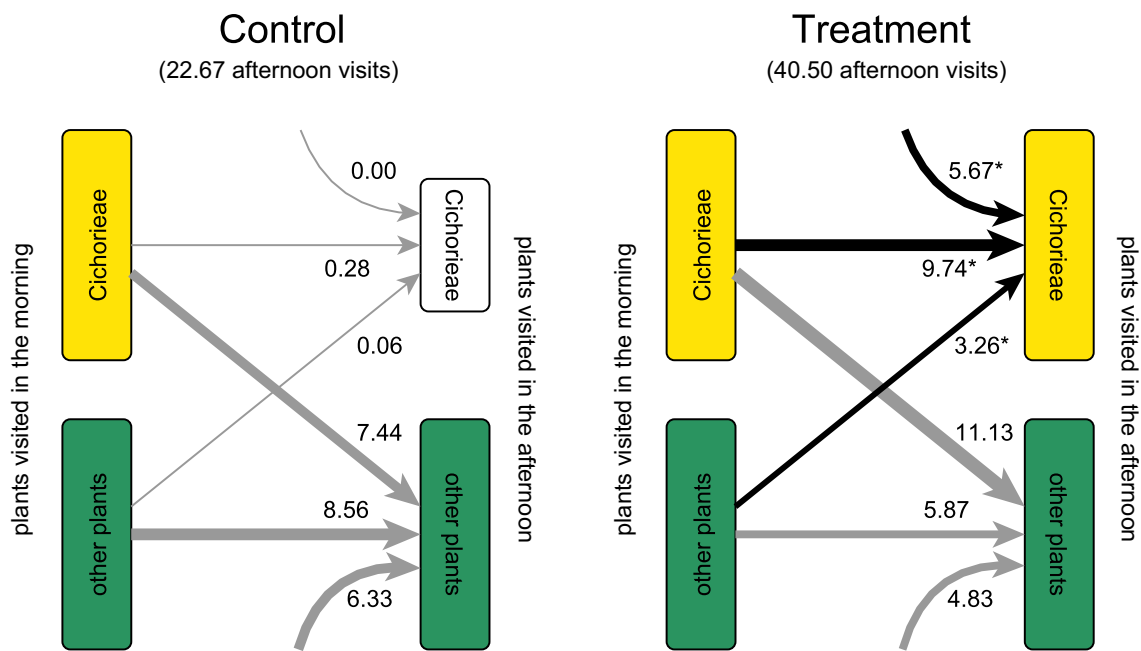 Control
(22.67 afternoon visits)
plants visited in the morning
Cichorieae
other plants
0.00
0.28
0.06
7.44
8.56
6.33
Cichorieae
other plants
plants visited in the afternoon
Treatment
(40.50 afternoon visits)
plants visited in the morning
Cichorieae
other plants
5.67*
9.74*
3.26*
11.13
5.87
4.83
Cichorieae
other plants
plants visited in the afternoon